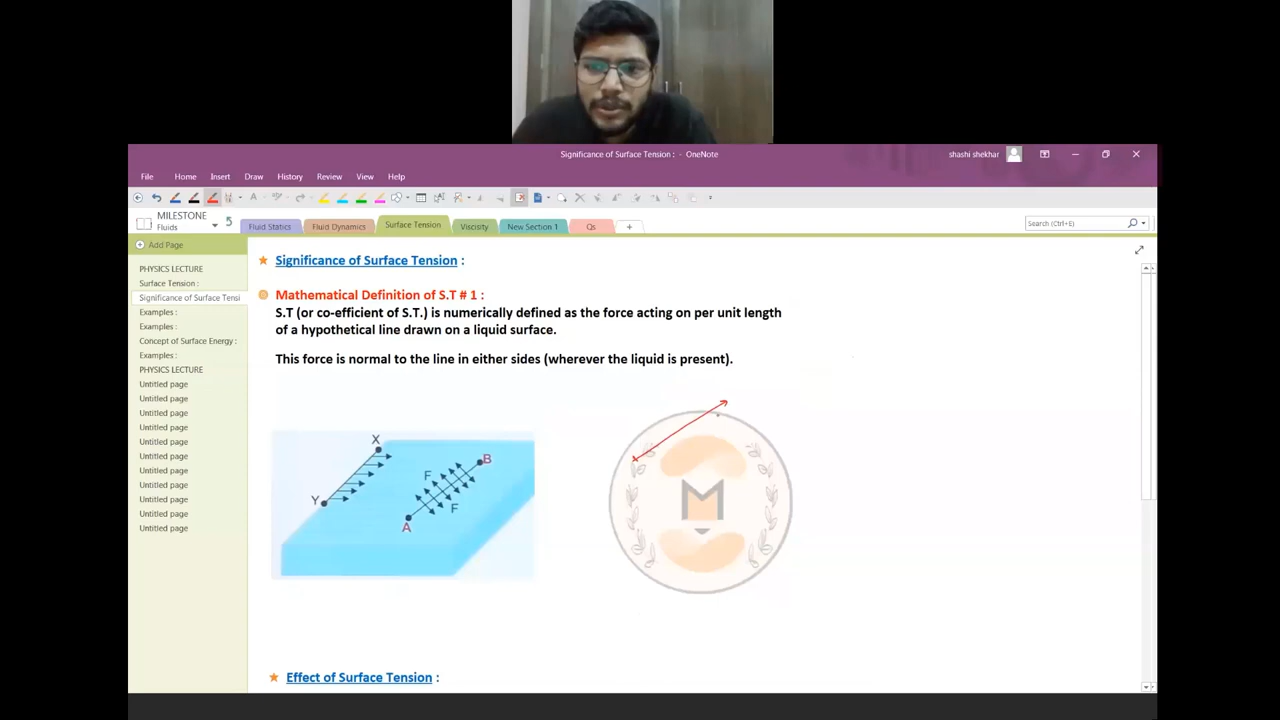 Significance of Surface Tension : - OneNote
shashi shekhar
File Home Insert Draw History Review View Help
MILESTONE
Fluids
Fluid Statics Fluid Dynamics Surface Tension Viscosity New Section 1 Qs +
Search (Ctrl+E)
Add Page
PHYSICS LECTURE
Surface Tension :
Significance of Surface Tensi
Examples :
Examples :
Concept of Surface Energy :
Examples :
PHYSICS LECTURE
Untitled page
Untitled page
Untitled page
Untitled page
Untitled page
Untitled page
Untitled page
Untitled page
Untitled page
Untitled page
Untitled page
Significance of Surface Tension :
Mathematical Definition of S.T # 1 :
S.T (or co-efficient of S.T.) is numerically defined as the force acting on per unit length
of a hypothetical line drawn on a liquid surface.
This force is normal to the line in either sides (wherever the liquid is present).
X
Y
F
B
F
A
M
Effect of Surface Tension :